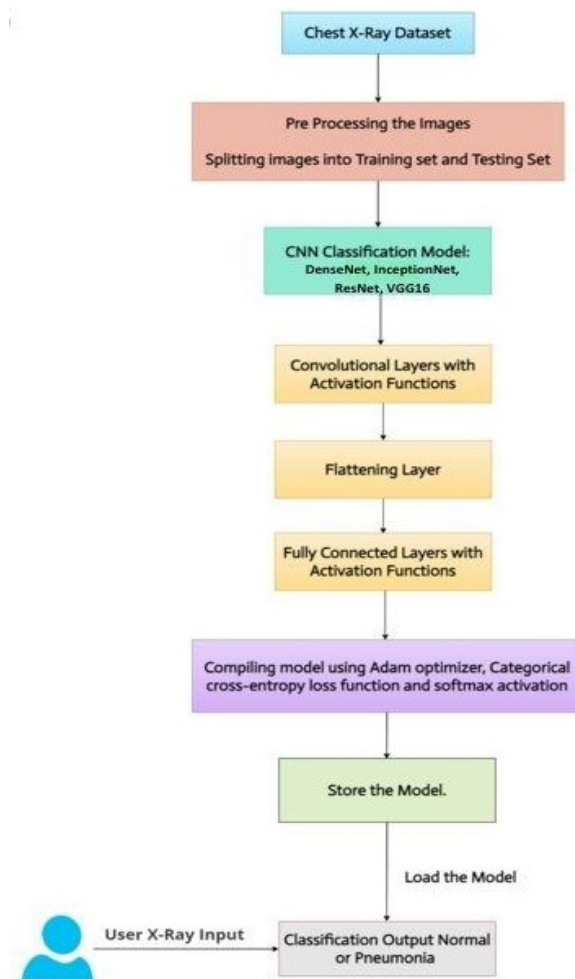 Chest X-Ray Dataset
Pre Processing the Images
Splitting images into Training set and Testing Set
CNN Classification Model:
DenseNet, InceptionNet,
ResNet, VGG16
Convolutional Layers with
Activation Functions
Flattening Layer
Fully Connected Layers with
Activation Functions
Compiling model using Adam optimizer, Categorical
cross-entropy loss function and softmax activation
Store the Model.
Load the Model
User X-Ray Input
Classification Output Normal
or Pneumonia